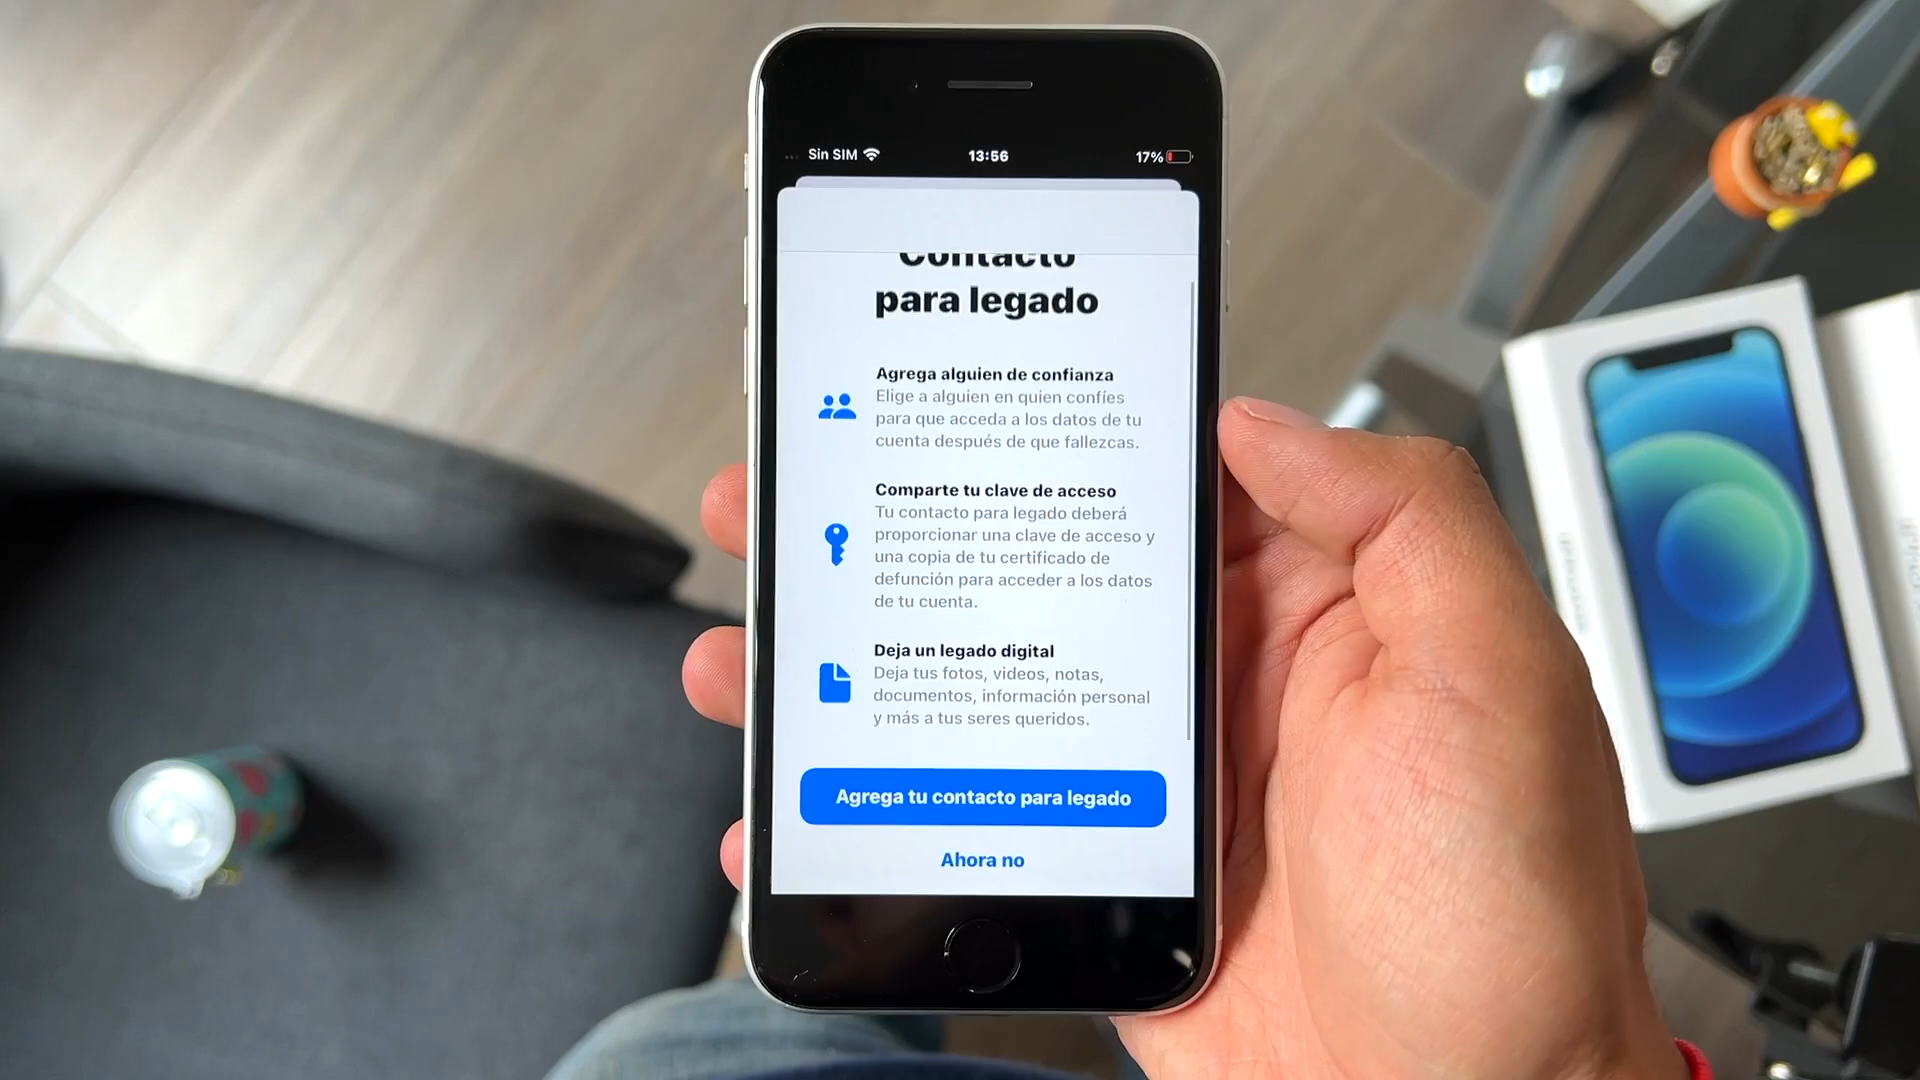 Sin SIM
13:56
17%
Contacto
para legado
Agrega alguien de confianza
Elige a alguien en quien confíes
para que acceda a los datos de tu
cuenta después de que fallezcas.
Comparte tu clave de acceso
Tu contacto para legado deberá
proporcionar una clave de acceso y
una copia de tu certificado de
defunción para acceder a los datos
de tu cuenta.
Deja un legado digital
Deja tus fotos, videos, notas,
documentos, información personal
y más a tus seres queridos.
Agrega tu contacto para legado
Ahora no